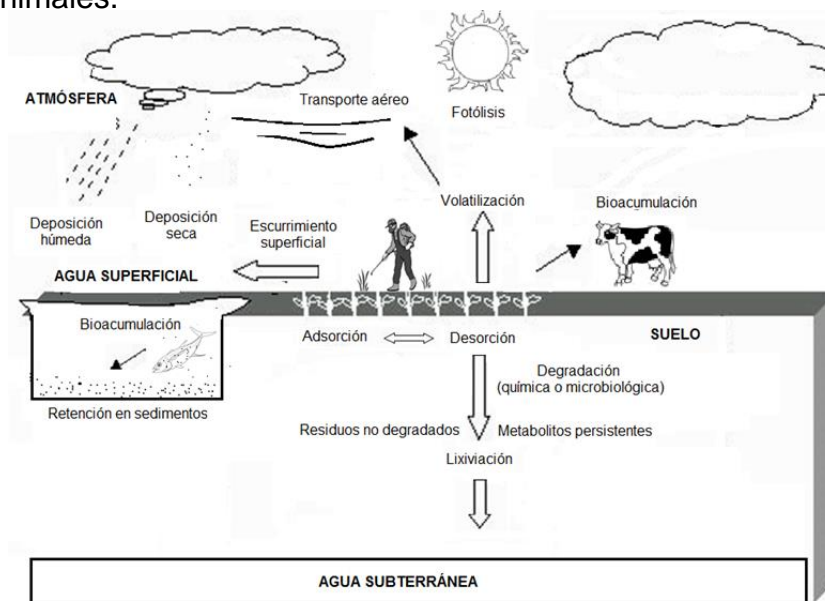 nimales.
ATMÓSFERA
Transporte aéreo
Fotólisis
Volatilización
Bioacumulación
Deposición
húmeda
Deposición
seca
Escurrimiento
superficial
AGUA SUPERFICIAL
Bioacumulación
Adsorción
Desorción
SUELO
Degradación
(química o microbiológica)
Retención en sedimentos
Residuos no degradados
Metabolitos persistentes
Lixiviación
AGUA SUBTERRÁNEA